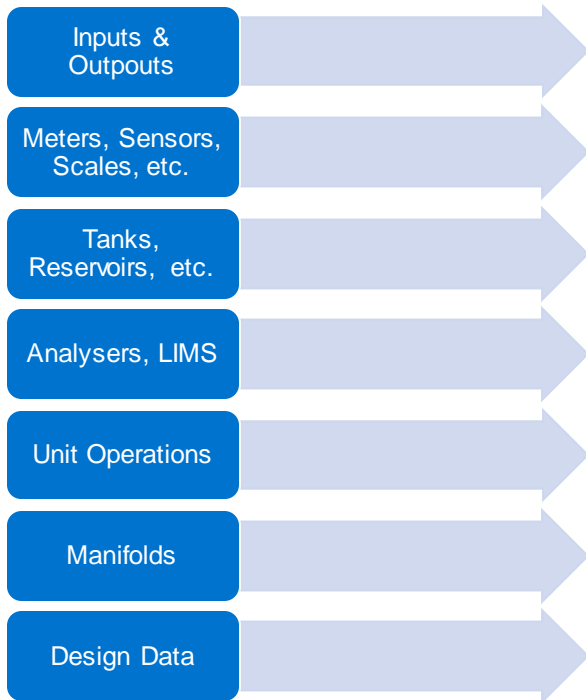 Inputs &
Outpouts
Meters, Sensors,
Scales, etc.
Tanks,
Reservoirs, etc.
Analysers, LIMS
Unit Operations
Manifolds
Design Data